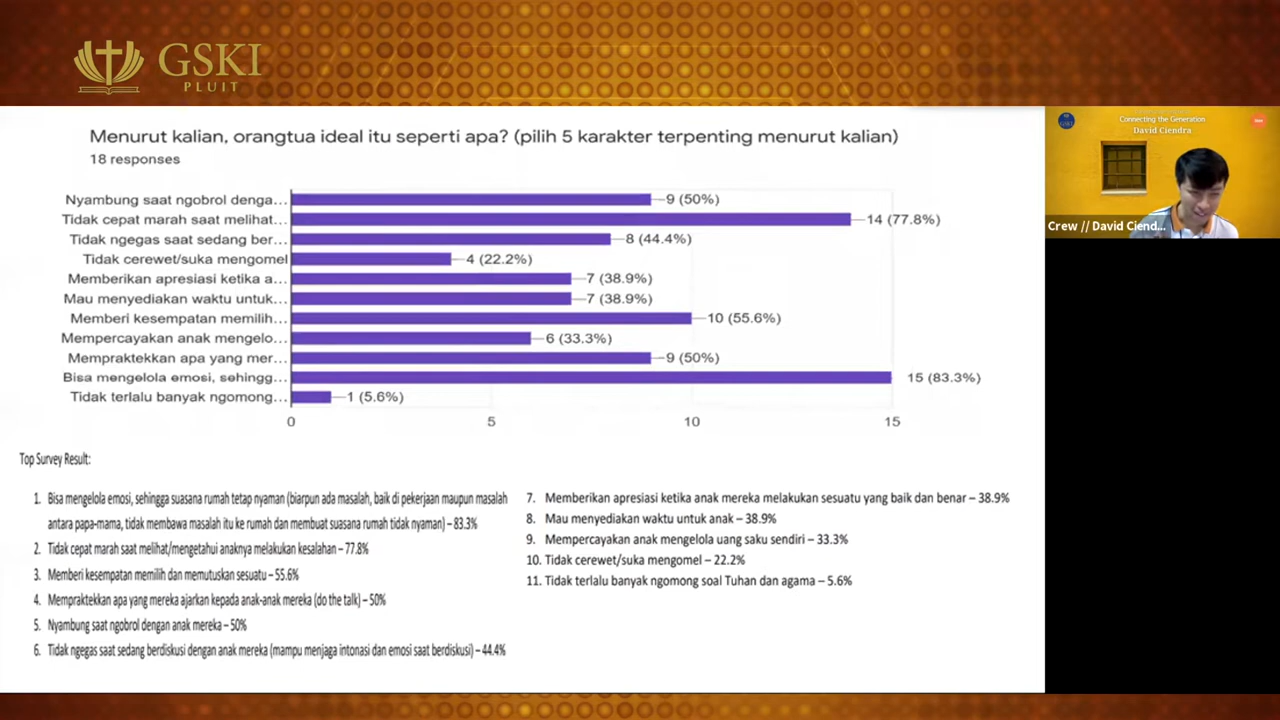 GSKI
PLUIT
Menurut kalian, orangtua ideal itu seperti apa? (pilih 5 karakter terpenting menurut kalian)
18 responses
Nyambung saat ngobrol denga... 9 (50%)
Tidak cepat marah saat melihat... 14 (77.8%)
Tidak ngegas saat sedang ber... 8 (44.4%)
Tidak cerewet/suka mengomel 4 (22.2%)
Memberikan apresiasi ketika a... 7 (38.9%)
Mau menyediakan waktu untuk... 7 (38.9%)
Memberi kesempatan memilih... 10 (55.6%)
Mempercayakan anak mengelo... 6 (33.3%)
Mempraktekkan apa yang mer... 9 (50%)
Bisa mengelola emosi, sehingg... 15 (83.3%)
Tidak terlalu banyak ngomong... 1 (5.6%)
0 5 10 15
Top Survey Result:
1. Bisa mengelola emosi, sehingga suasana rumah tetap nyaman (biarpun ada masalah, baik di pekerjaan maupun masalah
antara papa-mama, tidak membawa masalah itu ke rumah dan membuat suasana rumah tidak nyaman) – 83.3%
2. Tidak cepat marah saat melihat/mengetahui anaknya melakukan kesalahan – 77.8%
3. Memberi kesempatan memilih dan memutuskan sesuatu – 55.6%
4. Mempraktekkan apa yang mereka ajarkan kepada anak-anak mereka (do the talk) – 50%
5. Nyambung saat ngobrol dengan anak mereka – 50%
6. Tidak ngegas saat sedang berdiskusi dengan anak mereka (mampu menjaga intonasi dan emosi saat berdiskusi) – 44.4%
7. Memberikan apresiasi ketika anak mereka melakukan sesuatu yang baik dan benar – 38.9%
8. Mau menyediakan waktu untuk anak – 38.9%
9. Mempercayakan anak mengelola uang saku sendiri – 33.3%
10. Tidak cerewet/suka mengomel – 22.2%
11. Tidak terlalu banyak ngomong soal Tuhan dan agama – 5.6%
Connecting the Generation
David Ciendra
Crew // David Ciend...